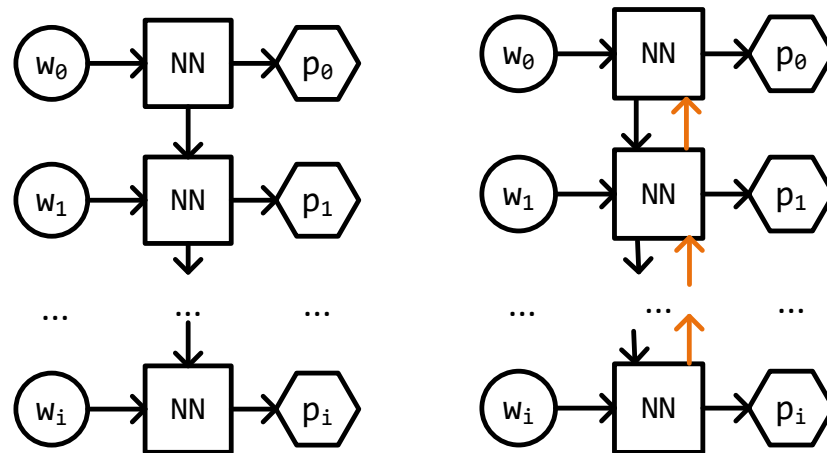 w₀ NN p₀ w₀ NN p₀
w₁ NN p₁ w₁ NN p₁
... ... ... ... ... ...
wᵢ NN pᵢ wᵢ NN pᵢ